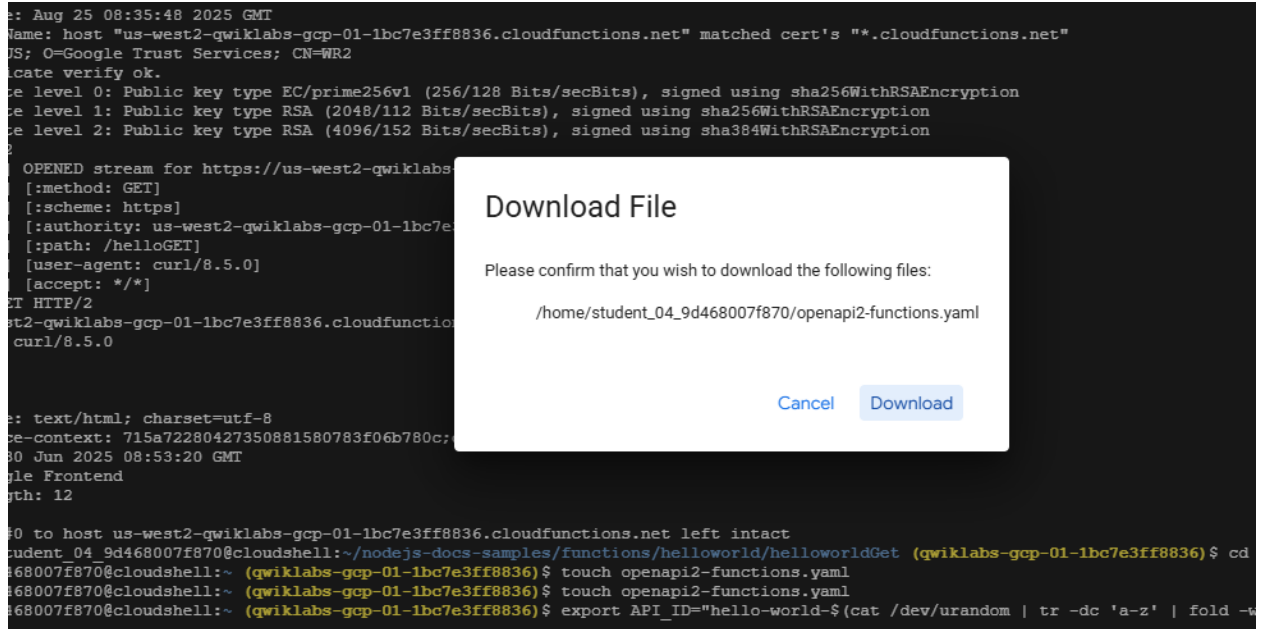 e: Aug 25 08:35:48 2025 GMT
Name: host "us-west2-qwiklabs-gcp-01-1bc7e3ff8836.cloudfunctions.net" matched cert's "*.cloudfunctions.net"
US; O=Google Trust Services; CN=WR2
icate verify ok.
te level 0: Public key type EC/prime256v1 (256/128 Bits/secBits), signed using sha256WithRSAEncryption
te level 1: Public key type RSA (2048/112 Bits/secBits), signed using sha256WithRSAEncryption
te level 2: Public key type RSA (4096/152 Bits/secBits), signed using sha384WithRSAEncryption
2
] OPENED stream for https://us-west2-qwiklabs-
] [:method: GET]
] [:scheme: https]
] [:authority: us-west2-qwiklabs-gcp-01-1bc7e
] [:path: /helloGET]
] [user-agent: curl/8.5.0]
] [accept: */*]
ET HTTP/2
st2-qwiklabs-gcp-01-1bc7e3ff8836.cloudfunction
curl/8.5.0
Download File
Please confirm that you wish to download the following files:
/home/student_04_9d468007f870/openapi2-functions.yaml
Cancel Download
e: text/html; charset=utf-8
ce-context: 715a72280427350881580783f06b780c;
30 Jun 2025 08:53:20 GMT
gle Frontend
gth: 12
#0 to host us-west2-qwiklabs-gcp-01-1bc7e3ff8836.cloudfunctions.net left intact
tudent_04_9d468007f870@cloudshell:~/nodejs-docs-samples/functions/helloworld/helloworldGet (qwiklabs-gcp-01-1bc7e3ff8836)$ cd
468007f870@cloudshell:~ (qwiklabs-gcp-01-1bc7e3ff8836)$ touch openapi2-functions.yaml
468007f870@cloudshell:~ (qwiklabs-gcp-01-1bc7e3ff8836)$ touch openapi2-functions.yaml
468007f870@cloudshell:~ (qwiklabs-gcp-01-1bc7e3ff8836)$ export API_ID="hello-world-$(cat /dev/urandom | tr -dc 'a-z' | fold -w